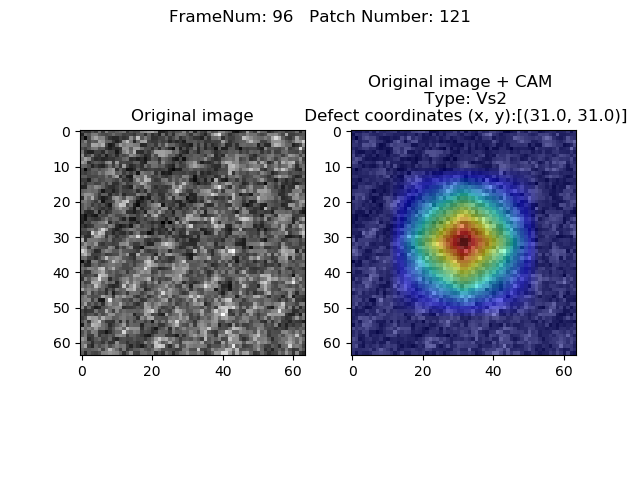 FrameNum: 96   Patch Number: 121
Original image
0
10
20
30
40
50
60
0 20 40 60
Original image + CAM
Type: Vs2
Defect coordinates (x, y):[(31.0, 31.0)]
0
10
20
30
40
50
60
0 20 40 60